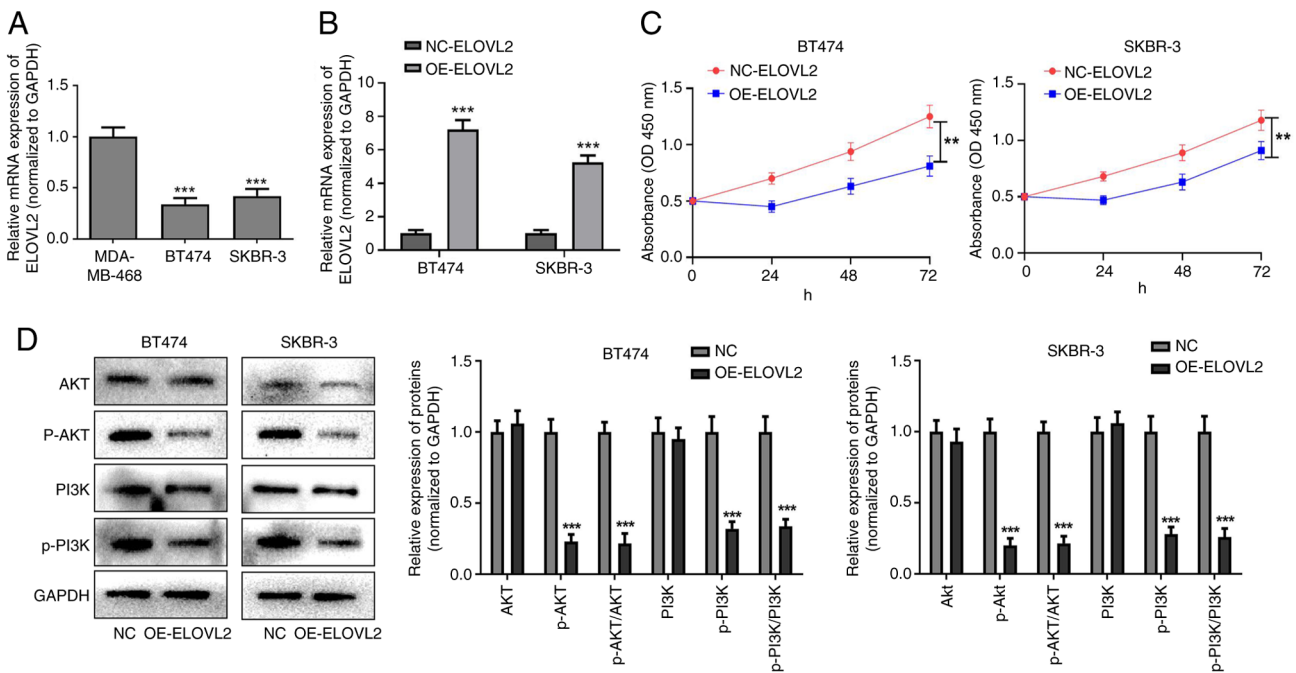 A
Relative mRNA expression of
ELOVL2 (normalized to GAPDH)
1.5
1.0
0.5
0.0
***
***
MDA-
MB-468
BT474
SKBR-3
B
NC-ELOVL2
OE-ELOVL2
Relative mRNA expression of
ELOVL2 (normalized to GAPDH)
10
8
6
4
2
0
***
***
BT474
SKBR-3
C
BT474
NC-ELOVL2
OE-ELOVL2
Absorbance (OD 450 nm)
1.5
1.0
0.5
0.0
**
0
24
48
72
h
SKBR-3
NC-ELOVL2
OE-ELOVL2
Absorbance (OD 450 nm)
1.5
1.0
0.5
0.0
**
0
24
48
72
h
D
BT474
SKBR-3
AKT
P-AKT
PI3K
p-PI3K
GAPDH
NC OE-ELOVL2
NC OE-ELOVL2
BT474
NC
OE-ELOVL2
Relative expression of proteins
(normalized to GAPDH)
1.5
1.0
0.5
0.0
***
***
***
***
AKT
p-AKT
p-AKT/AKT
PI3K
p-PI3K
p-PI3K/PI3K
SKBR-3
NC
OE-ELOVL2
Relative expression of proteins
(normalized to GAPDH)
1.5
1.0
0.5
0.0
***
***
***
***
Akt
p-Akt
p-AKT/AKT
PI3K
p-PI3K
p-PI3K/PI3K